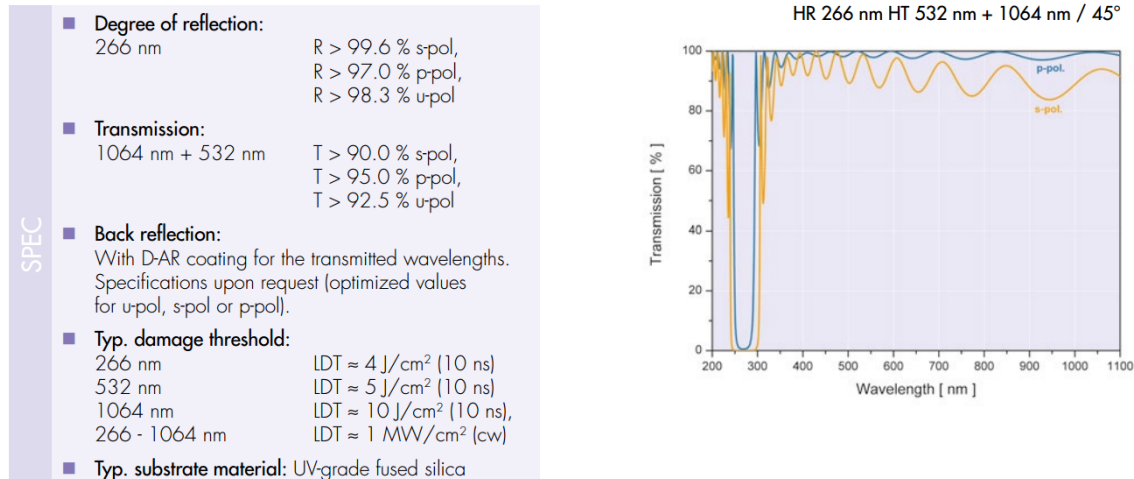 SPEC
■ Degree of reflection:
266 nm R > 99.6 % s-pol,
R > 97.0 % p-pol,
R > 98.3 % u-pol
■ Transmission:
1064 nm + 532 nm T > 90.0 % s-pol,
T > 95.0 % p-pol,
T > 92.5 % u-pol
■ Back reflection:
With D-AR coating for the transmitted wavelengths.
Specifications upon request (optimized values
for u-pol, s-pol or p-pol).
■ Typ. damage threshold:
266 nm LDT ≈ 4 J/cm² (10 ns)
532 nm LDT ≈ 5 J/cm² (10 ns)
1064 nm LDT ≈ 10 J/cm² (10 ns),
266 - 1064 nm LDT ≈ 1 MW/cm² (cw)
■ Typ. substrate material: UV-grade fused silica
HR 266 nm HT 532 nm + 1064 nm / 45°
Transmission [ % ]
100
80
60
40
20
0
p-pol.
s-pol.
200 300 400 500 600 700 800 900 1000 1100
Wavelength [ nm ]